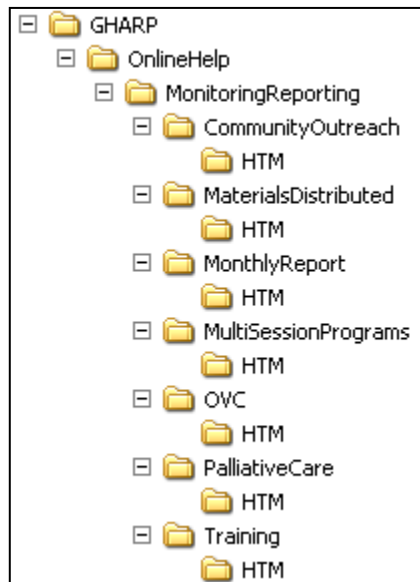 GHARP
OnlineHelp
MonitoringReporting
CommunityOutreach
HTM
MaterialsDistributed
HTM
MonthlyReport
HTM
MultiSessionPrograms
HTM
OVC
HTM
PalliativeCare
HTM
Training
HTM